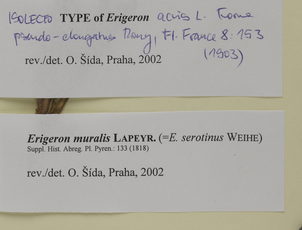 ISOLECTO TYPE of Erigeron acris L. Forma
pseudo-elongatus Rouy, Fl. France 8: 153
(1903)
rev./det. O. Šída, Praha, 2002
Erigeron muralis LAPEYR. (=E. serotinus WEIHE)
Suppl. Hist. Abreg. Pl. Pyren.: 133 (1818)
rev./det. O. Šída, Praha, 2002